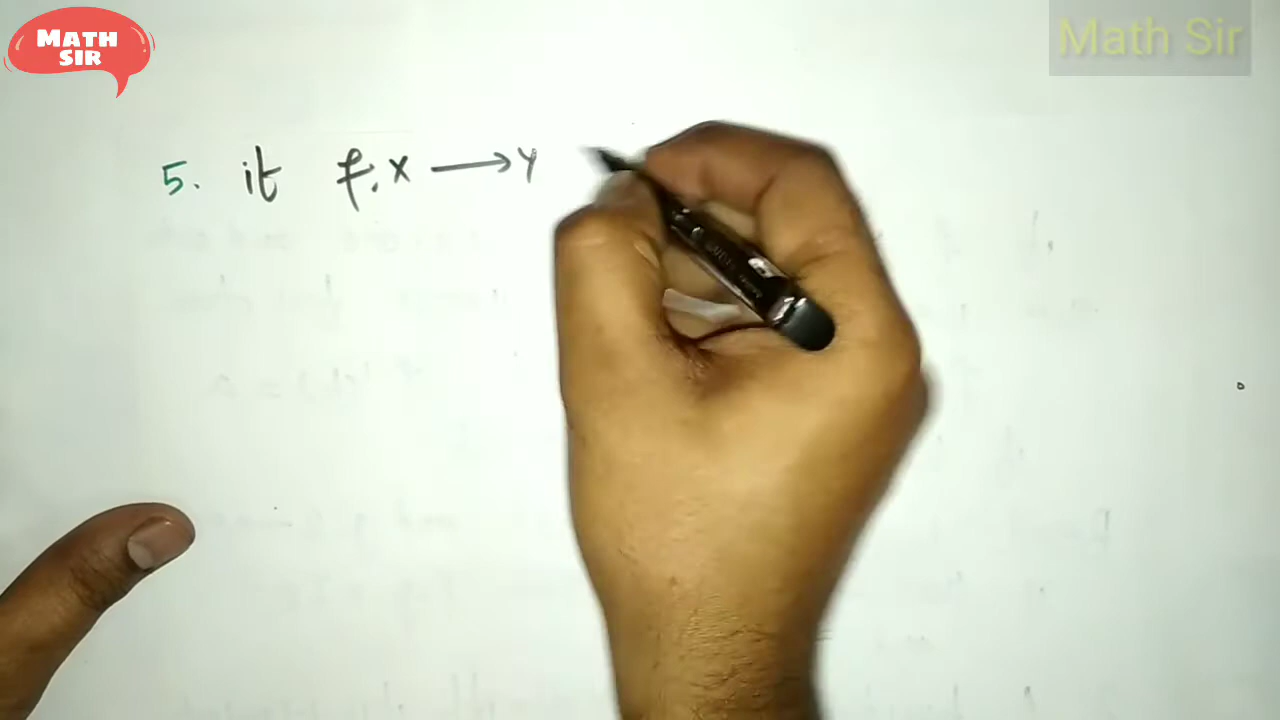 MATH
SIR
Math Sir
5. if f: X → Y